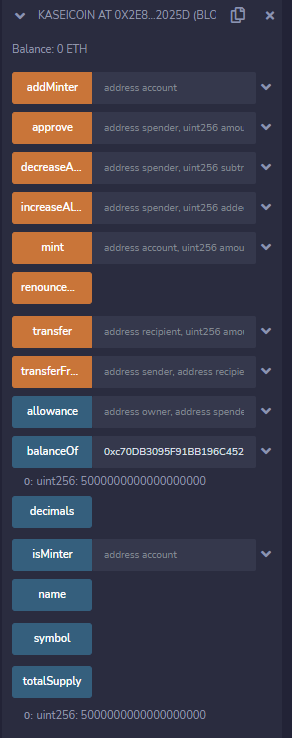 KASEICOIN AT 0X2E8...2025D (BLO
Balance: 0 ETH
addMinter address account
approve address spender, uint256 amou
decreaseA... address spender, uint256 subtr
increaseAl... address spender, uint256 adde
mint address account, uint256 amou
renounce...
transfer address recipient, uint256 amou
transferFr... address sender, address recipie
allowance address owner, address spende
balanceOf 0xc70DB3095F91BB196C452
0: uint256: 5000000000000000000
decimals
isMinter address account
name
symbol
totalSupply
0: uint256: 5000000000000000000